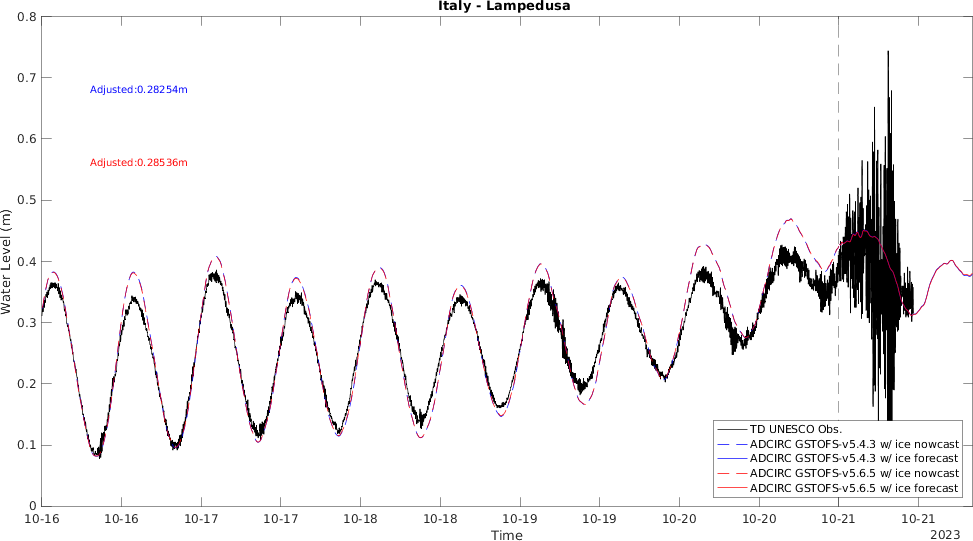 Italy - Lampedusa
0.8
0.7
0.6
0.5
0.4
0.3
0.2
0.1
0
Water Level (m)
Adjusted:0.28254m
Adjusted:0.28536m
TD UNESCO Obs.
ADCIRC GSTOFS-v5.4.3 w/ ice nowcast
ADCIRC GSTOFS-v5.4.3 w/ ice forecast
ADCIRC GSTOFS-v5.6.5 w/ ice nowcast
ADCIRC GSTOFS-v5.6.5 w/ ice forecast
10-16 10-16 10-17 10-17 10-18 10-18 10-19 10-19 10-20 10-20 10-21 10-21
Time
2023